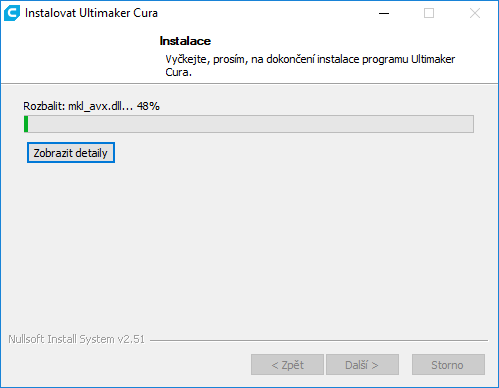 Instalovat Ultimaker Cura
Instalace
Vyčkejte, prosím, na dokončení instalace programu Ultimaker
Cura.
Rozbalit: mkl_avx.dll... 48%
Zobrazit detaily
Nullsoft Install System v2.51
< Zpět
Další >
Storno